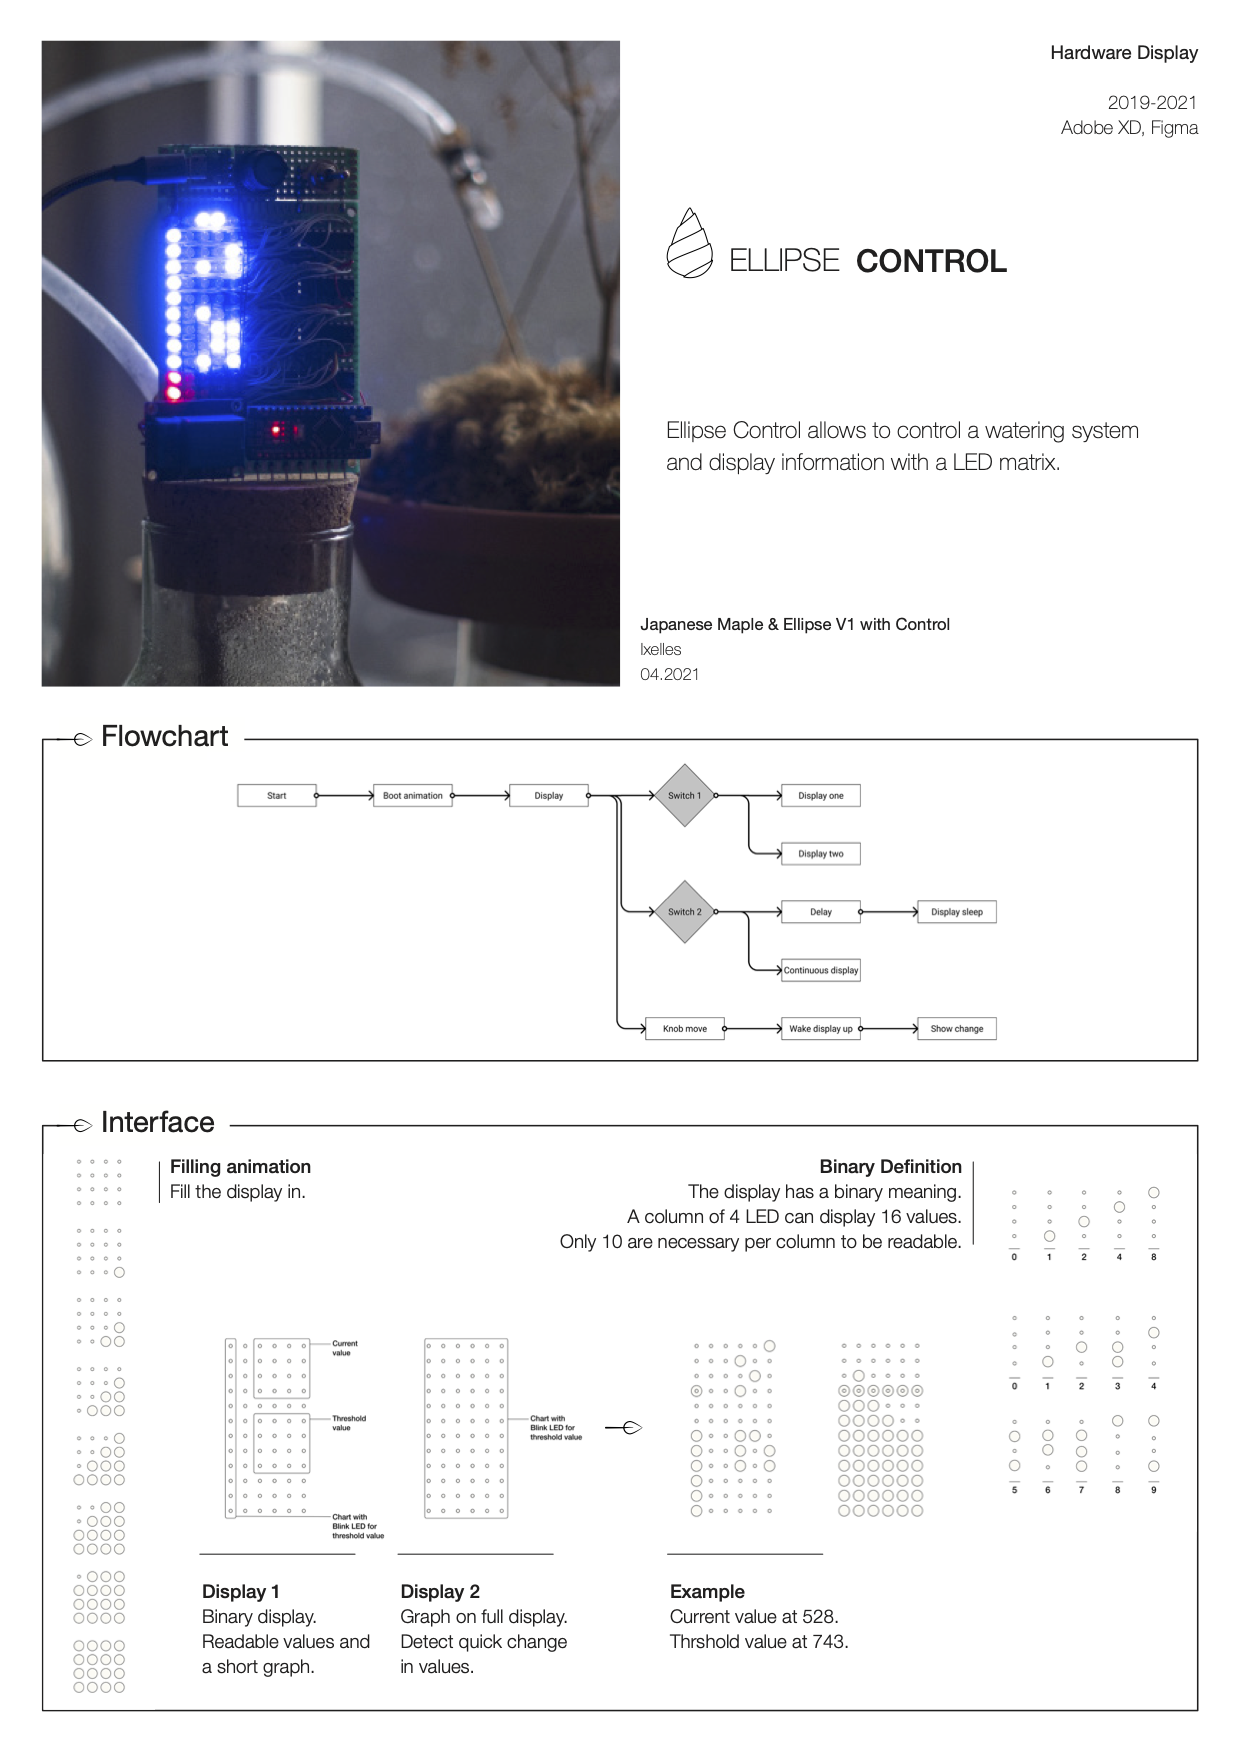 Hardware Display
2019-2021
Adobe XD, Figma
ELLIPSE CONTROL
Ellipse Control allows to control a watering system
and display information with a LED matrix.
Japanese Maple & Ellipse V1 with Control
Ixelles
04.2021
Flowchart
Start
Boot animation
Display
Switch 1
Display one
Display two
Switch 2
Delay
Display sleep
Continuous display
Knob move
Wake display up
Show change
Interface
Filling animation
Fill the display in.
Binary Definition
The display has a binary meaning.
A column of 4 LED can display 16 values.
Only 10 are necessary per column to be readable.
0 1 2 4 8
0 1 2 3 4
5 6 7 8 9
Current
value
Threshold
value
Chart with
Blink LED for
threshold value
Chart with
Blink LED for
threshold value
Display 1
Binary display.
Readable values and
a short graph.
Display 2
Graph on full display.
Detect quick change
in values.
Example
Current value at 528.
Thrshold value at 743.